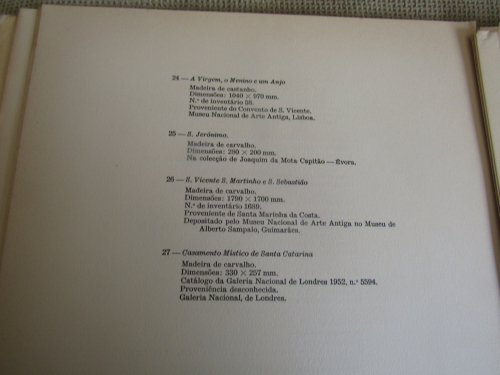 24 — A Virgem, o Menino e um Anjo
Madeira de castanho.
Dimensões: 1040 × 970 mm.
N.º de inventário 58.
Proveniente do Convento de S. Vicente.
Museu Nacional de Arte Antiga, Lisboa.
25 — S. Jerónimo.
Madeira de carvalho.
Dimensões: 280 × 200 mm.
Na colecção de Joaquim da Mota Capitão — Évora.
26 — S. Vicente S. Martinho e S. Sebastião
Madeira de carvalho.
Dimensões: 1790 × 1700 mm.
N.º de inventário 1689.
Proveniente de Santa Marinha da Costa.
Depositado pelo Museu Nacional de Arte Antiga no Museu de
Alberto Sampaio, Guimarães.
27 — Casamento Místico de Santa Catarina
Madeira de carvalho.
Dimensões: 330 × 257 mm.
Catálogo da Galeria Nacional de Londres 1952, n.º 5594.
Proveniência desconhecida.
Galeria Nacional, de Londres.